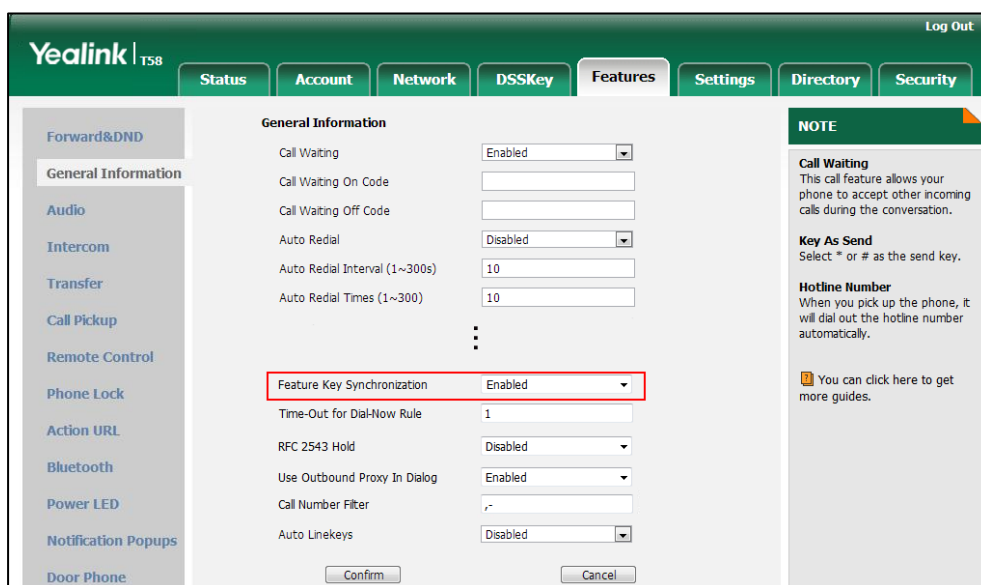 Log Out
Yealink | T58
Status Account Network DSSKey Features Settings Directory Security
Forward&DND
General Information
Audio
Intercom
Transfer
Call Pickup
Remote Control
Phone Lock
Action URL
Bluetooth
Power LED
Notification Popups
Door Phone
General Information
Call Waiting Enabled
Call Waiting On Code
Call Waiting Off Code
Auto Redial Disabled
Auto Redial Interval (1~300s) 10
Auto Redial Times (1~300) 10
Feature Key Synchronization Enabled
Time-Out for Dial-Now Rule 1
RFC 2543 Hold Disabled
Use Outbound Proxy In Dialog Enabled
Call Number Filter ,-
Auto Linekeys Disabled
Confirm Cancel
NOTE
Call Waiting
This call feature allows your
phone to accept other incoming
calls during the conversation.
Key As Send
Select * or # as the send key.
Hotline Number
When you pick up the phone, it
will dial out the hotline number
automatically.
? You can click here to get
more guides.